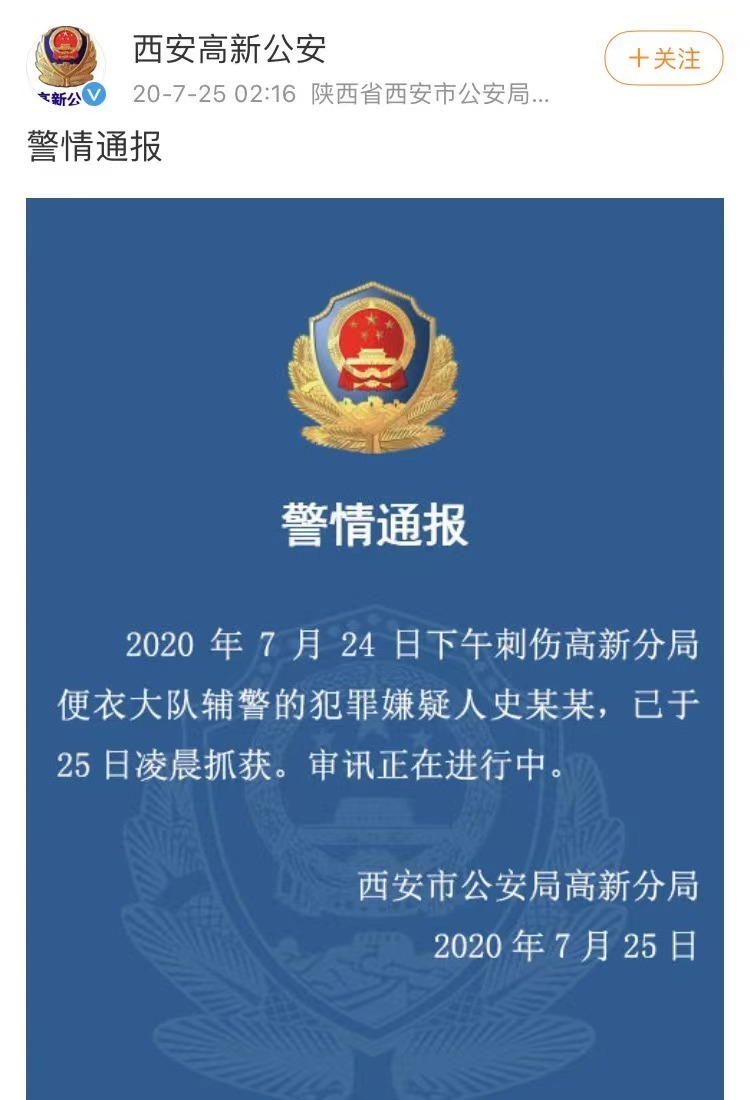 西安高新公安
20-7-25 02:16 陕西省西安市公安局...
+关注
高新公
警情通报
警情通报
2020 年 7 月 24 日下午刺伤高新分局
便衣大队辅警的犯罪嫌疑人史某某，已于
25 日凌晨抓获。审讯正在进行中。
西安市公安局高新分局
2020 年 7 月 25 日